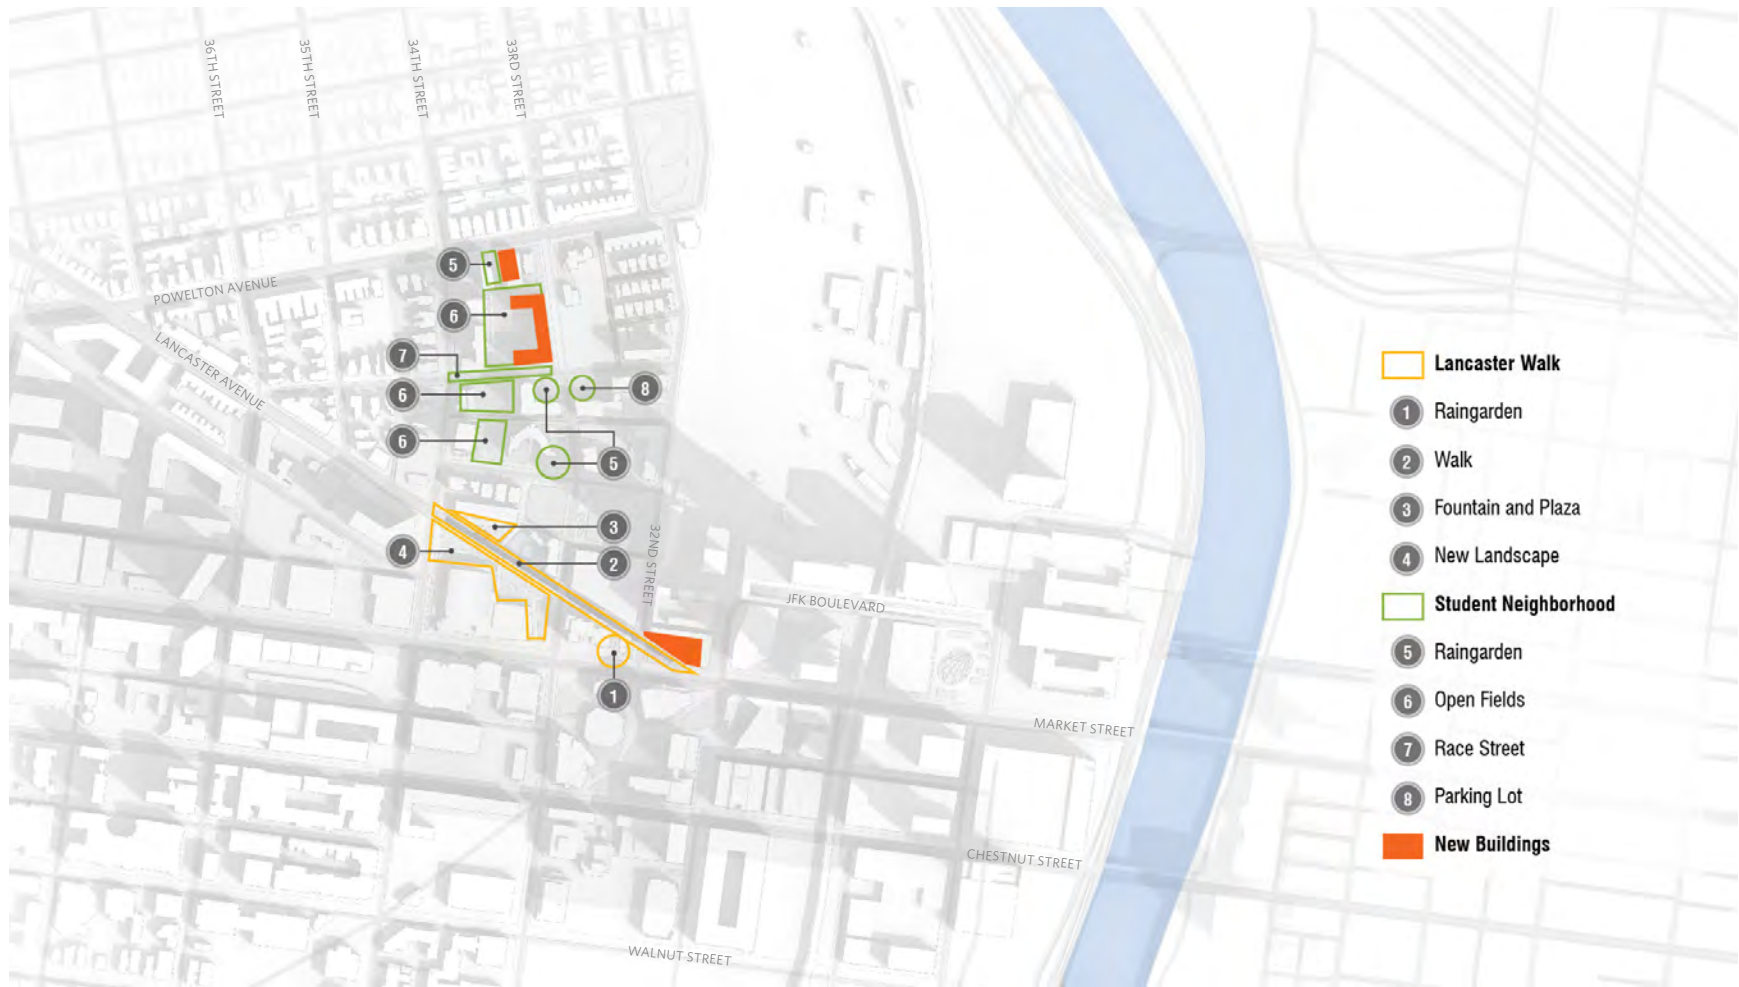 36TH STREET
35TH STREET
34TH STREET
33RD STREET
POWELTON AVENUE
LANCASTER AVENUE
5
6
7
6
8
6
5
3
4
2
32ND STREET
JFK BOULEVARD
1
MARKET STREET
CHESTNUT STREET
WALNUT STREET
Lancaster Walk
1 Raingarden
2 Walk
3 Fountain and Plaza
4 New Landscape
Student Neighborhood
5 Raingarden
6 Open Fields
7 Race Street
8 Parking Lot
New Buildings